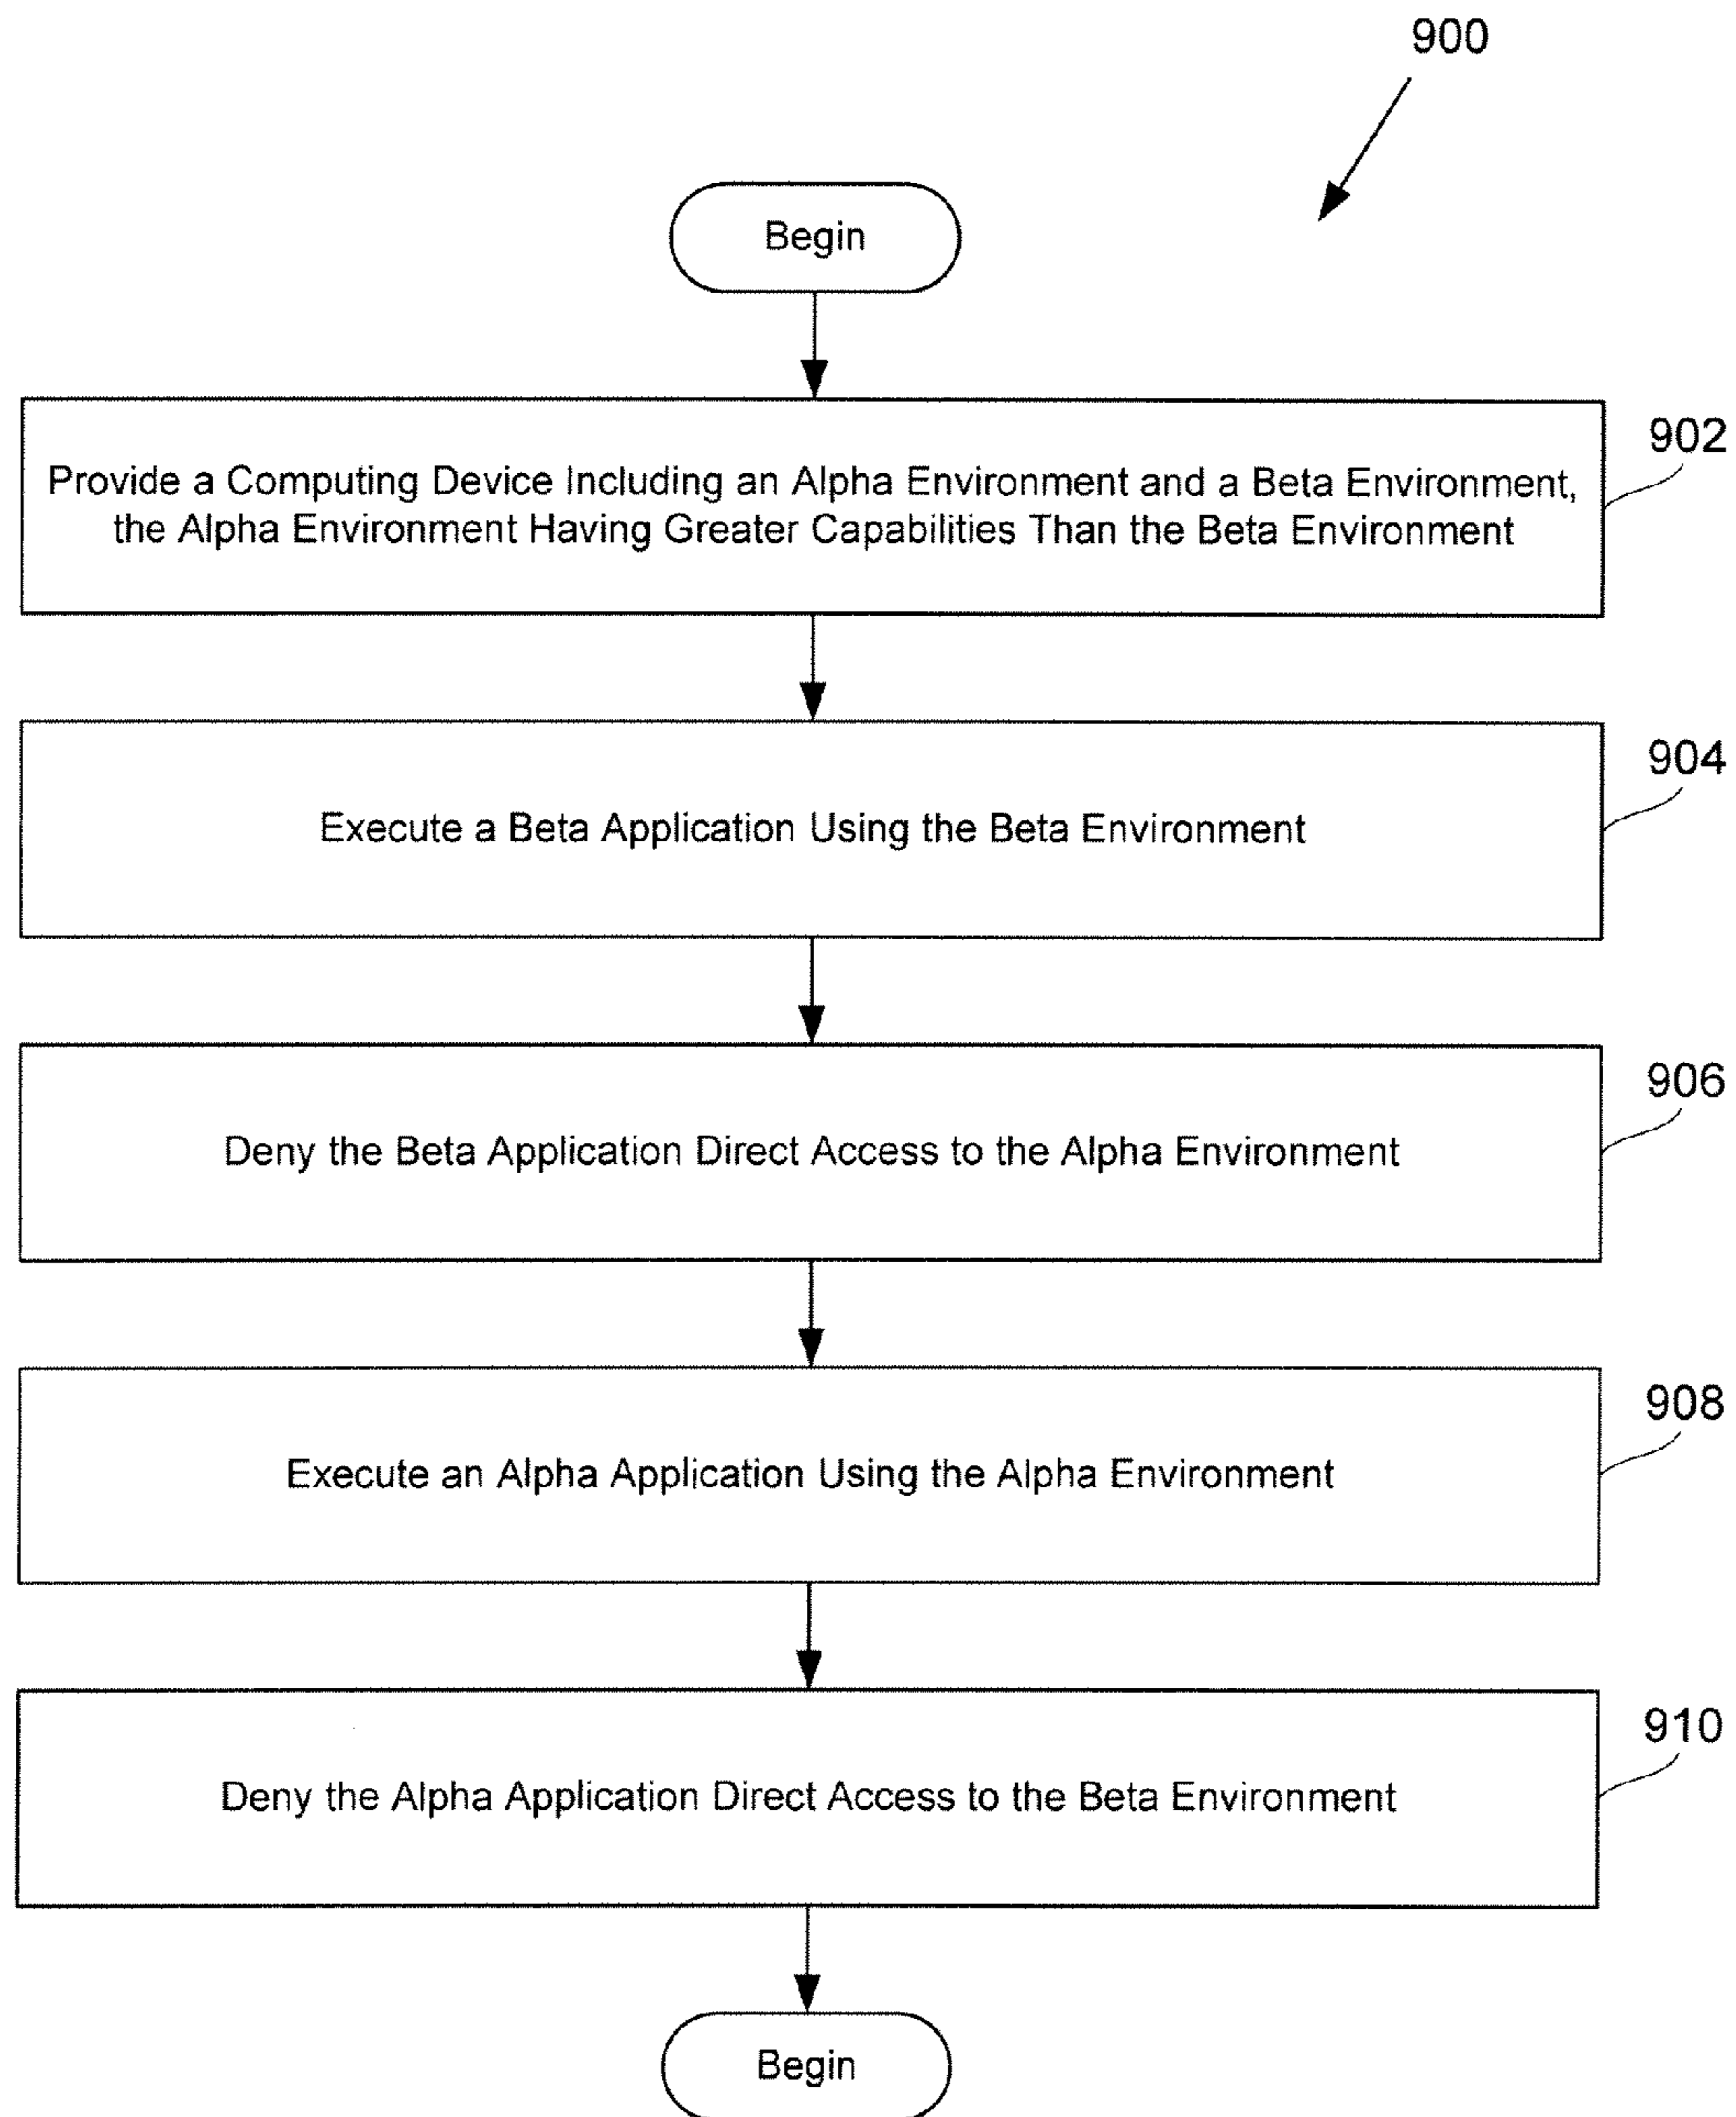 900
Begin
902
Provide a Computing Device Including an Alpha Environment and a Beta Environment,
the Alpha Environment Having Greater Capabilities Than the Beta Environment
904
Execute a Beta Application Using the Beta Environment
906
Deny the Beta Application Direct Access to the Alpha Environment
908
Execute an Alpha Application Using the Alpha Environment
910
Deny the Alpha Application Direct Access to the Beta Environment
Begin